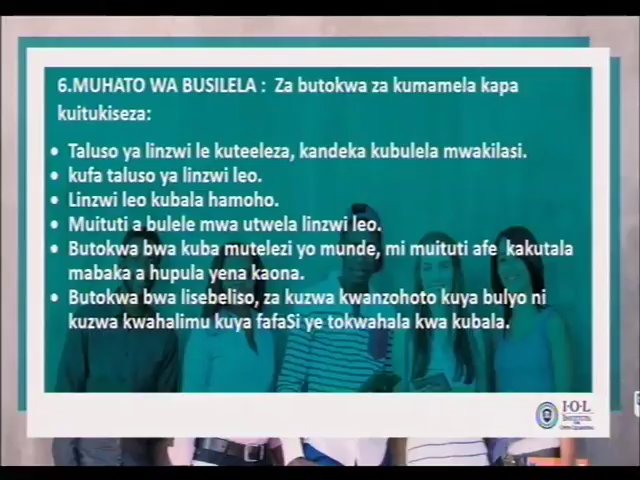 6.MUHATO WA BUSILELA : Za butokwa za kumamela kapa
kuitukiseza:
• Taluso ya linzwi le kuteeleza, kandeka kubulela mwakilasi.
• kufa taluso ya linzwi leo.
• Linzwi leo kubala hamoho.
• Muituti a bulele mwa utwela linzwi leo.
• Butokwa bwa kuba mutelezi yo munde, mi muituti afe kakutala
mabaka a hupula yena kaona.
• Butokwa bwa lisebeliso, za kuzwa kwanzohoto kuya bulyo ni
kuzwa kwahalimu kuya fafaSi ye tokwahala kwa kubala.
I·O·L